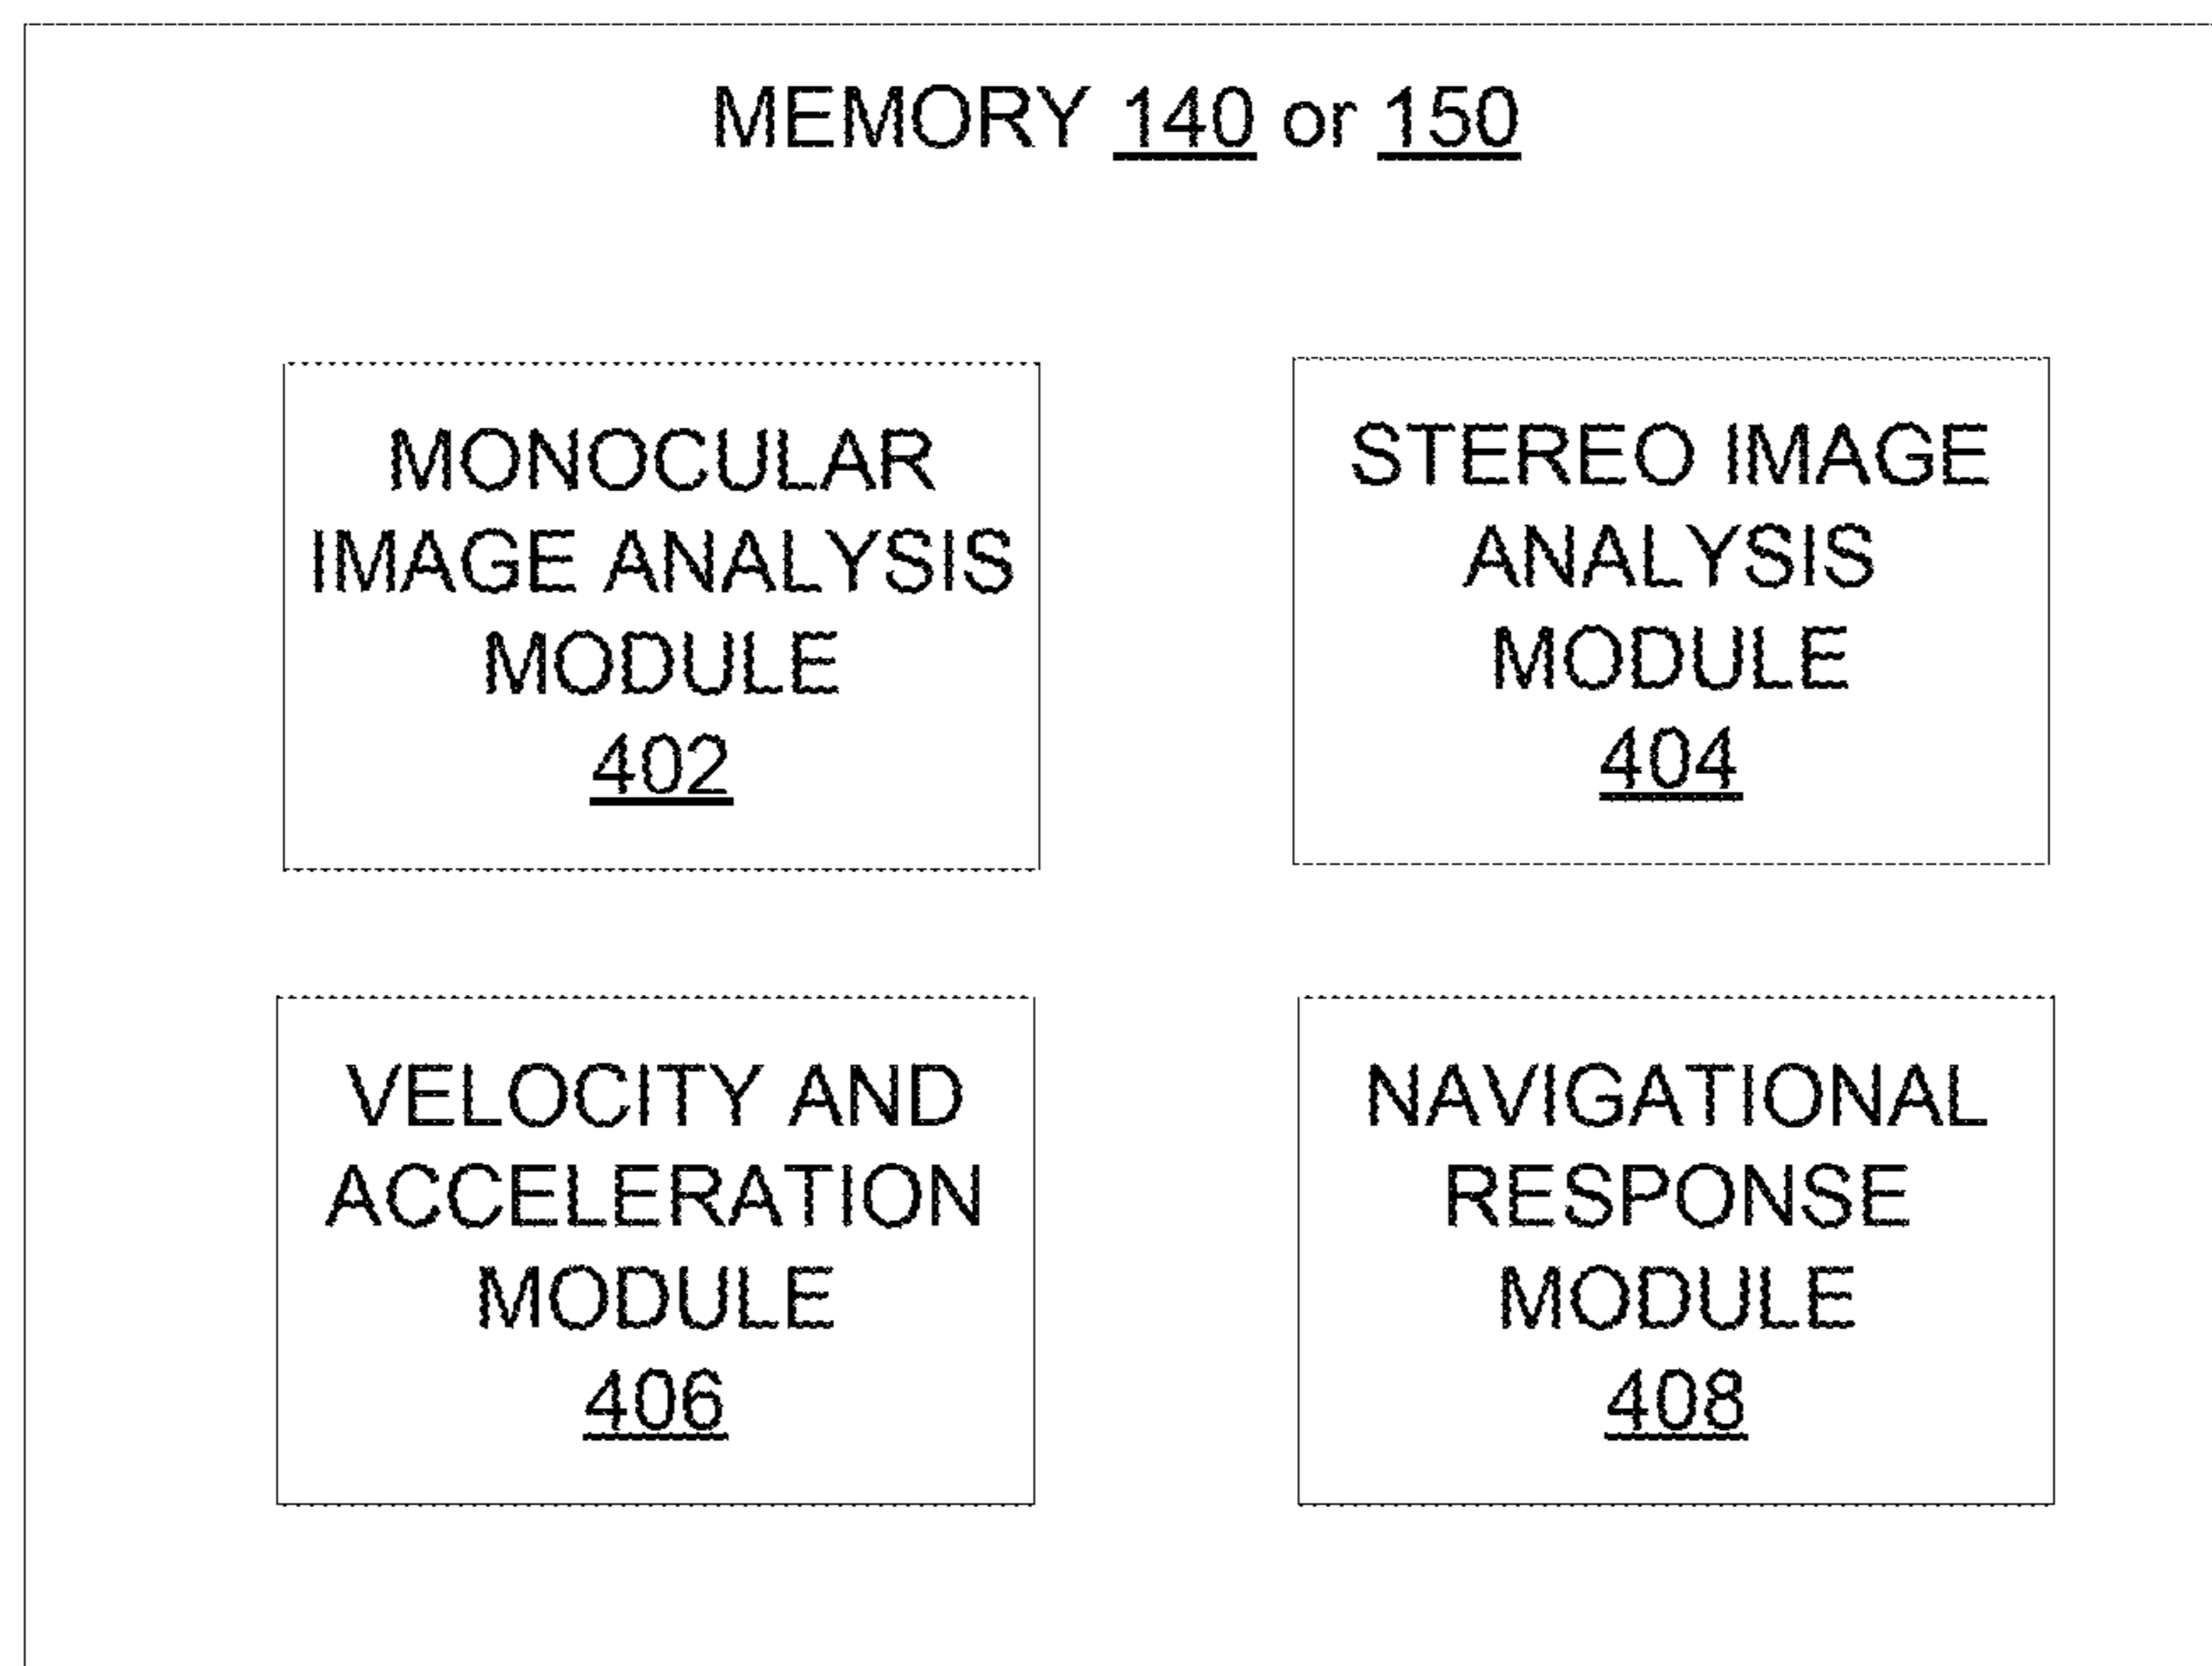 MEMORY 140 or 150
MONOCULAR
IMAGE ANALYSIS
MODULE
402
STEREO IMAGE
ANALYSIS
MODULE
404
VELOCITY AND
ACCELERATION
MODULE
406
NAVIGATIONAL
RESPONSE
MODULE
408